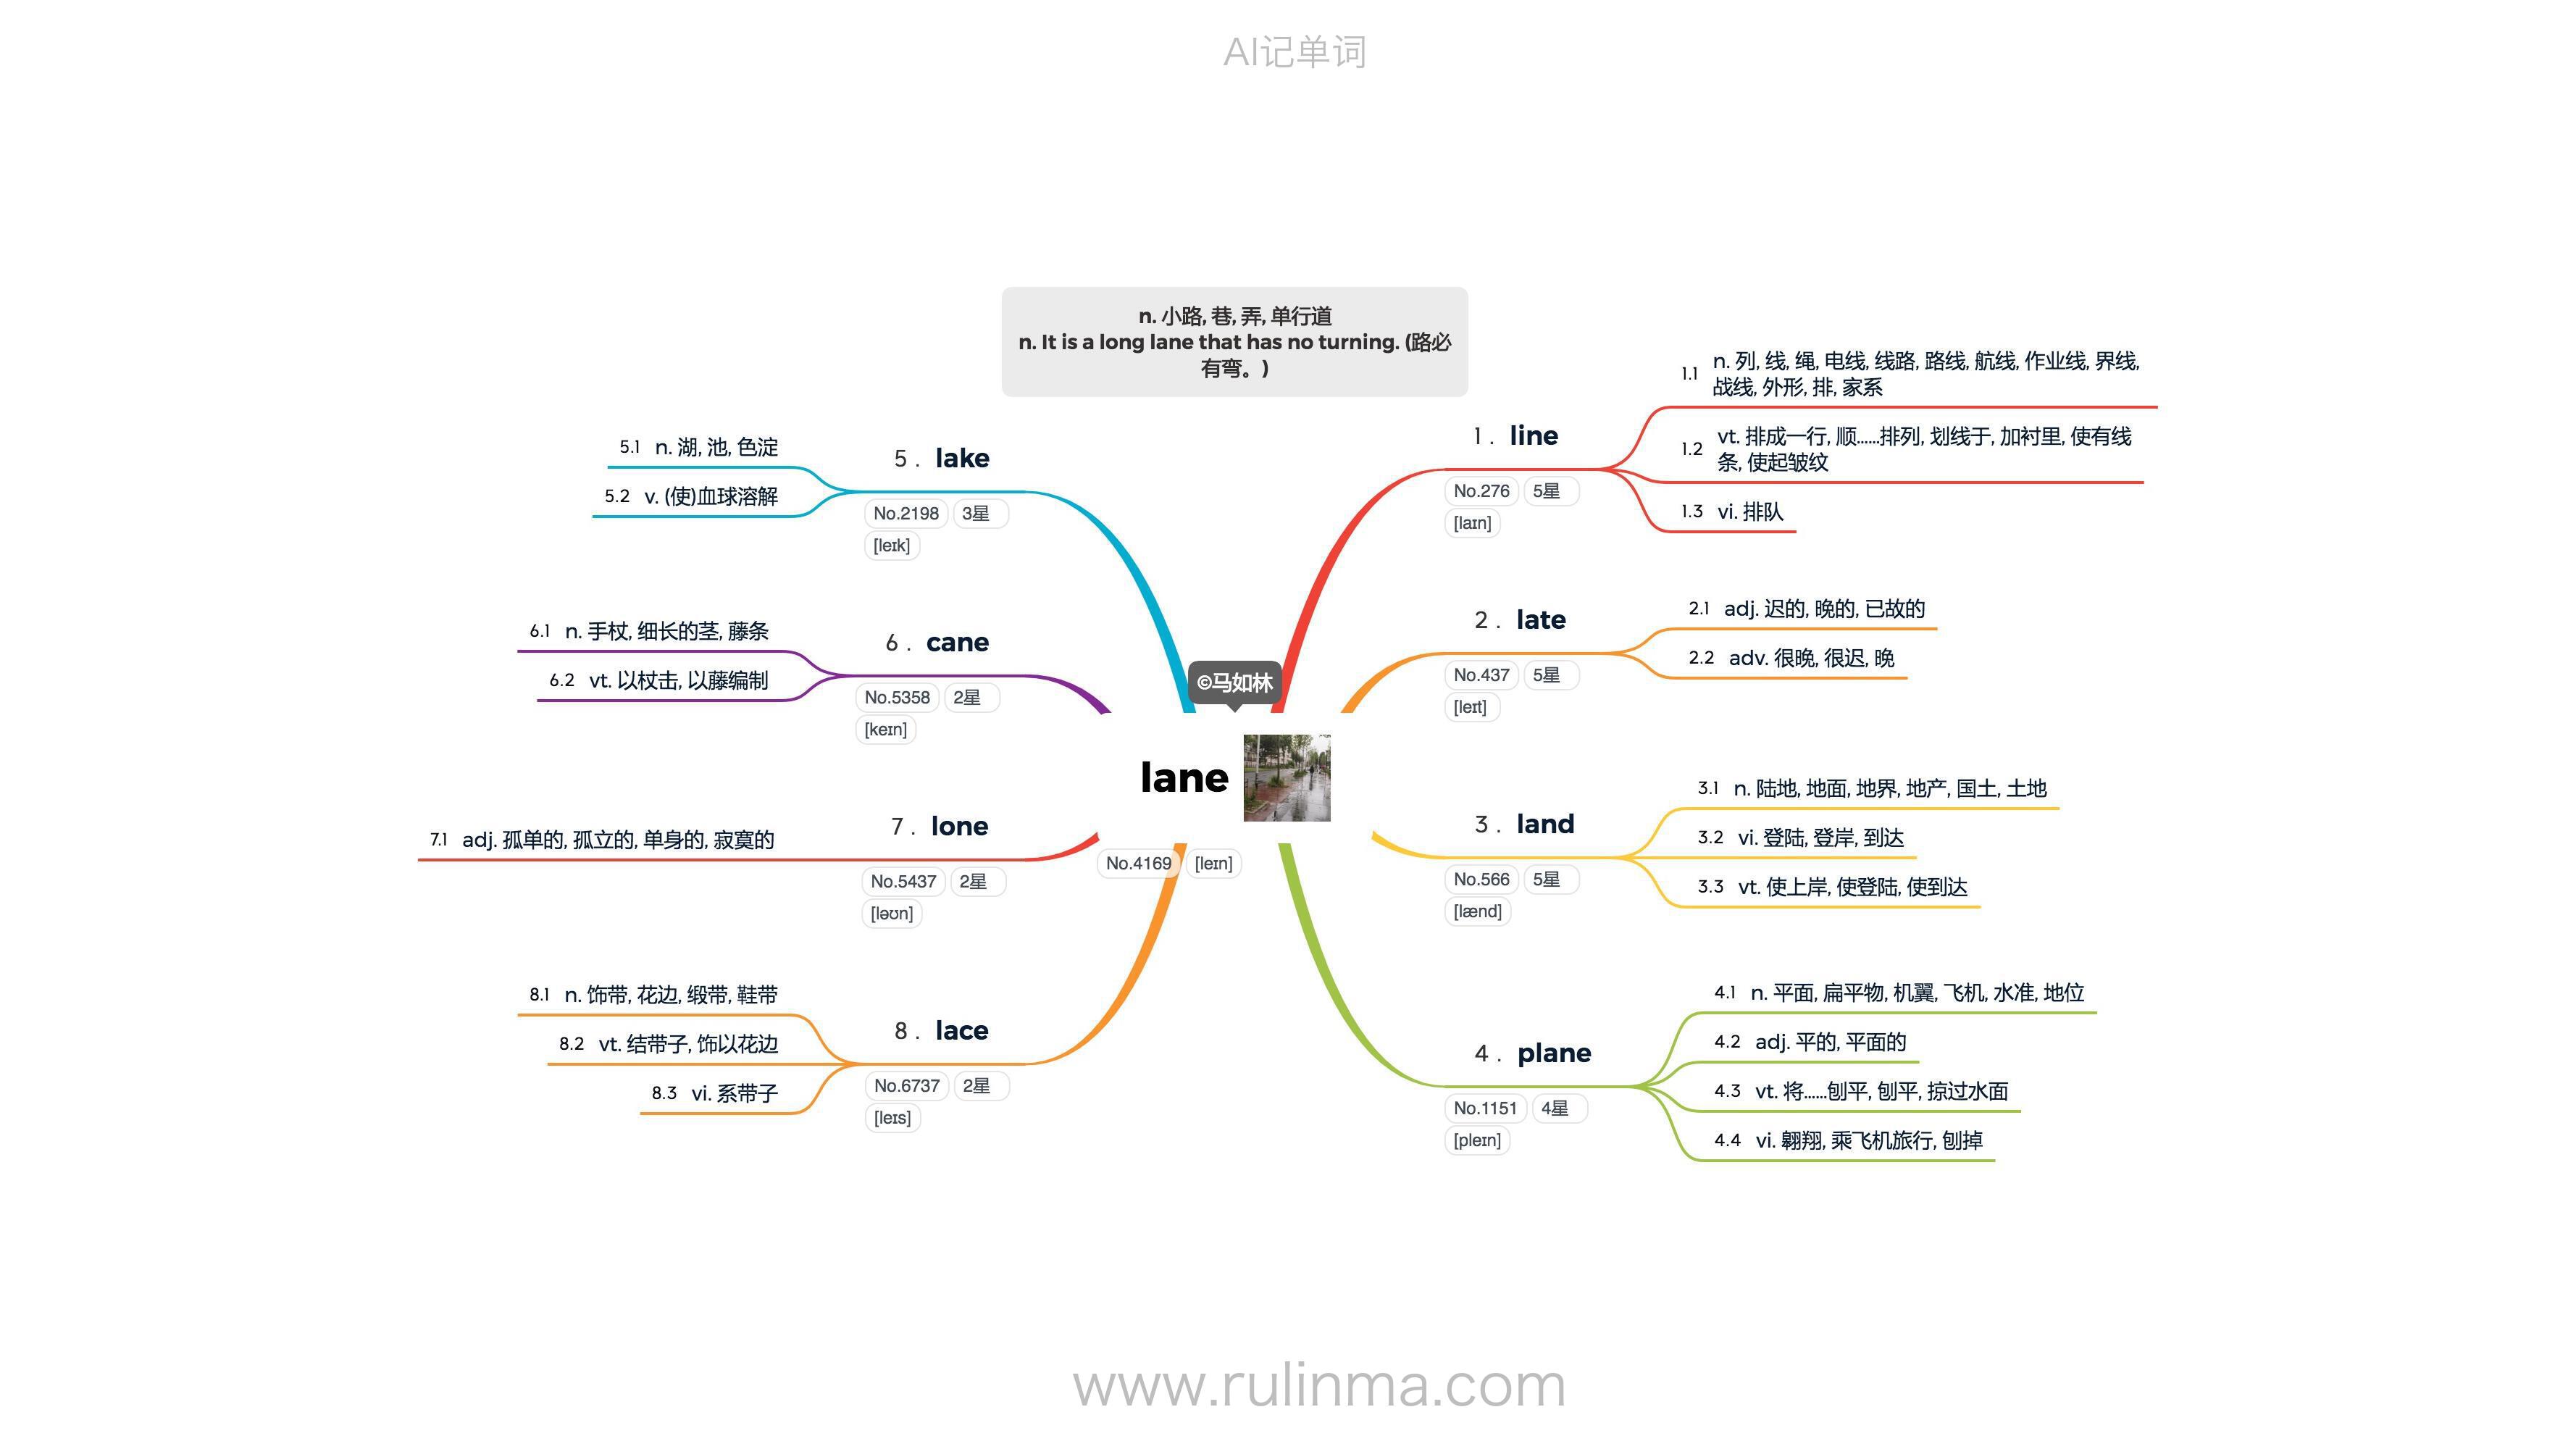 AI记单词
n. 小路, 巷, 弄, 单行道
n. It is a long lane that has no turning. (路必
有弯。)
©马如林
lane
No.4169 [leɪn]
1. line
No.276 5星
[laɪn]
1.1 n. 列, 线, 绳, 电线, 线路, 路线, 航线, 作业线, 界线,
战线, 外形, 排, 家系
1.2 vt. 排成一行, 顺……排列, 划线于, 加衬里, 使有线
条, 使起皱纹
1.3 vi. 排队
2. late
No.437 5星
[leɪt]
2.1 adj. 迟的, 晚的, 已故的
2.2 adv. 很晚, 很迟, 晚
3. land
No.566 5星
[lænd]
3.1 n. 陆地, 地面, 地界, 地产, 国土, 土地
3.2 vi. 登陆, 登岸, 到达
3.3 vt. 使上岸, 使登陆, 使到达
4. plane
No.1151 4星
[pleɪn]
4.1 n. 平面, 扁平物, 机翼, 飞机, 水准, 地位
4.2 adj. 平的, 平面的
4.3 vt. 将……刨平, 刨平, 掠过水面
4.4 vi. 翱翔, 乘飞机旅行, 刨掉
5. lake
No.2198 3星
[leɪk]
5.1 n. 湖, 池, 色淀
5.2 v. (使)血球溶解
6. cane
No.5358 2星
[keɪn]
6.1 n. 手杖, 细长的茎, 藤条
6.2 vt. 以杖击, 以藤编制
7. lone
No.5437 2星
[ləʊn]
7.1 adj. 孤单的, 孤立的, 单身的, 寂寞的
8. lace
No.6737 2星
[leɪs]
8.1 n. 饰带, 花边, 缎带, 鞋带
8.2 vt. 结带子, 饰以花边
8.3 vi. 系带子
www.rulinma.com